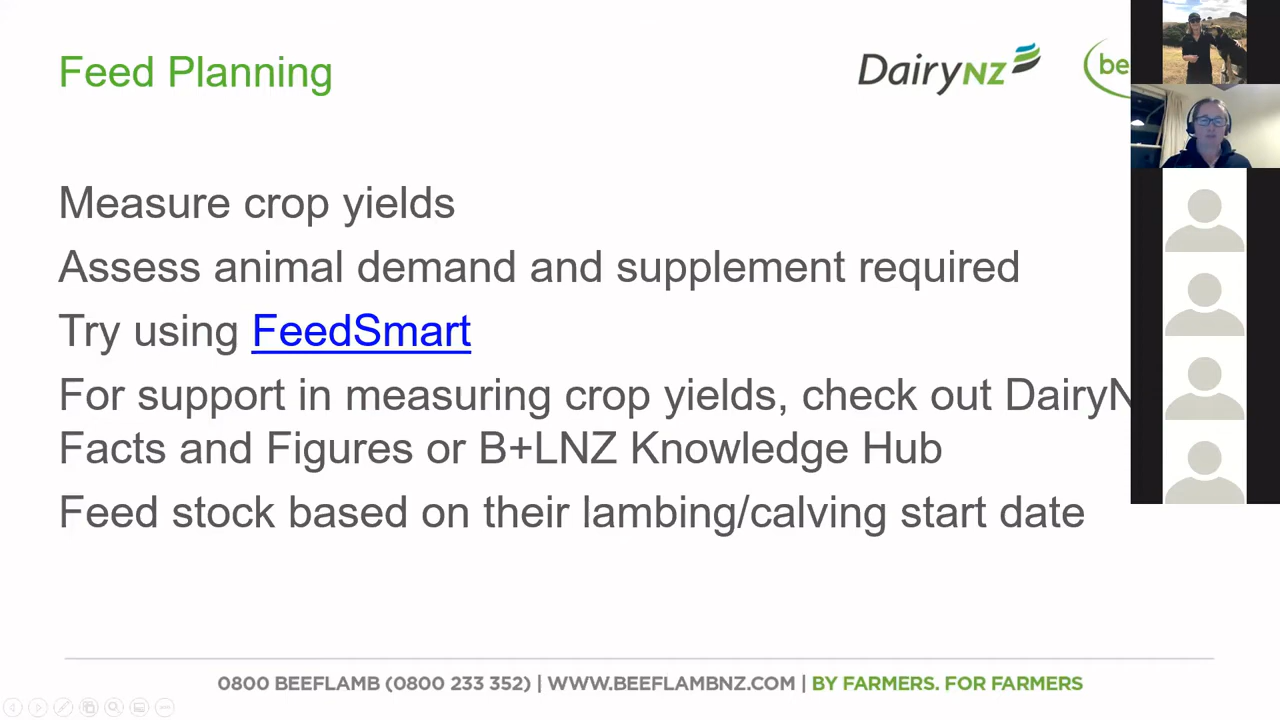 Feed Planning
DairyNZ
be
Measure crop yields
Assess animal demand and supplement required
Try using FeedSmart
For support in measuring crop yields, check out DairyN
Facts and Figures or B+LNZ Knowledge Hub
Feed stock based on their lambing/calving start date
0800 BEEFLAMB (0800 233 352) | WWW.BEEFLAMBNZ.COM | BY FARMERS. FOR FARMERS